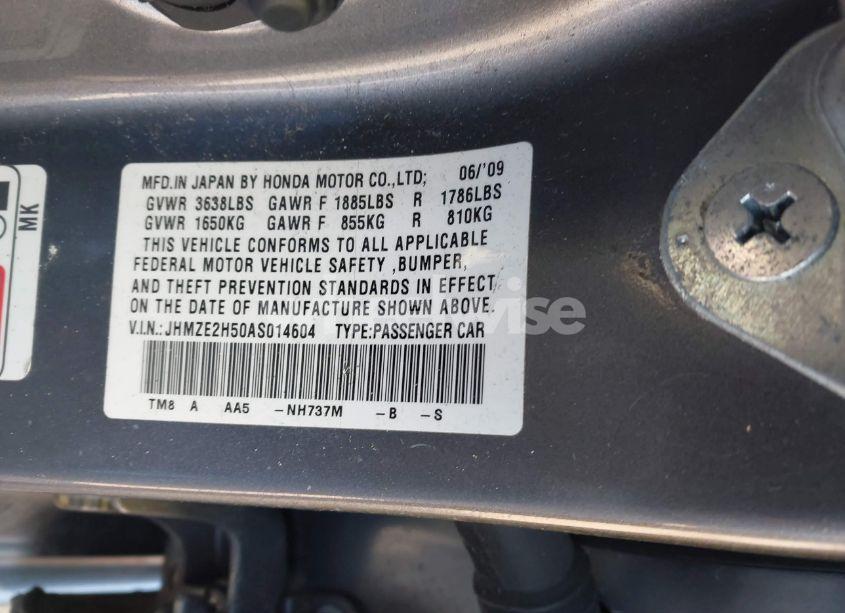 MFD.IN JAPAN BY HONDA MOTOR CO.,LTD; 06/'09
GVWR 3638LBS GAWR F 1885LBS R 1786LBS
GVWR 1650KG GAWR F 855KG R 810KG
THIS VEHICLE CONFORMS TO ALL APPLICABLE
FEDERAL MOTOR VEHICLE SAFETY ,BUMPER,
AND THEFT PREVENTION STANDARDS IN EFFECT
ON THE DATE OF MANUFACTURE SHOWN ABOVE.
V.I.N.:JHMZE2H50AS014604 TYPE:PASSENGER CAR
TM8 A AA5 -NH737M -B -S
MK